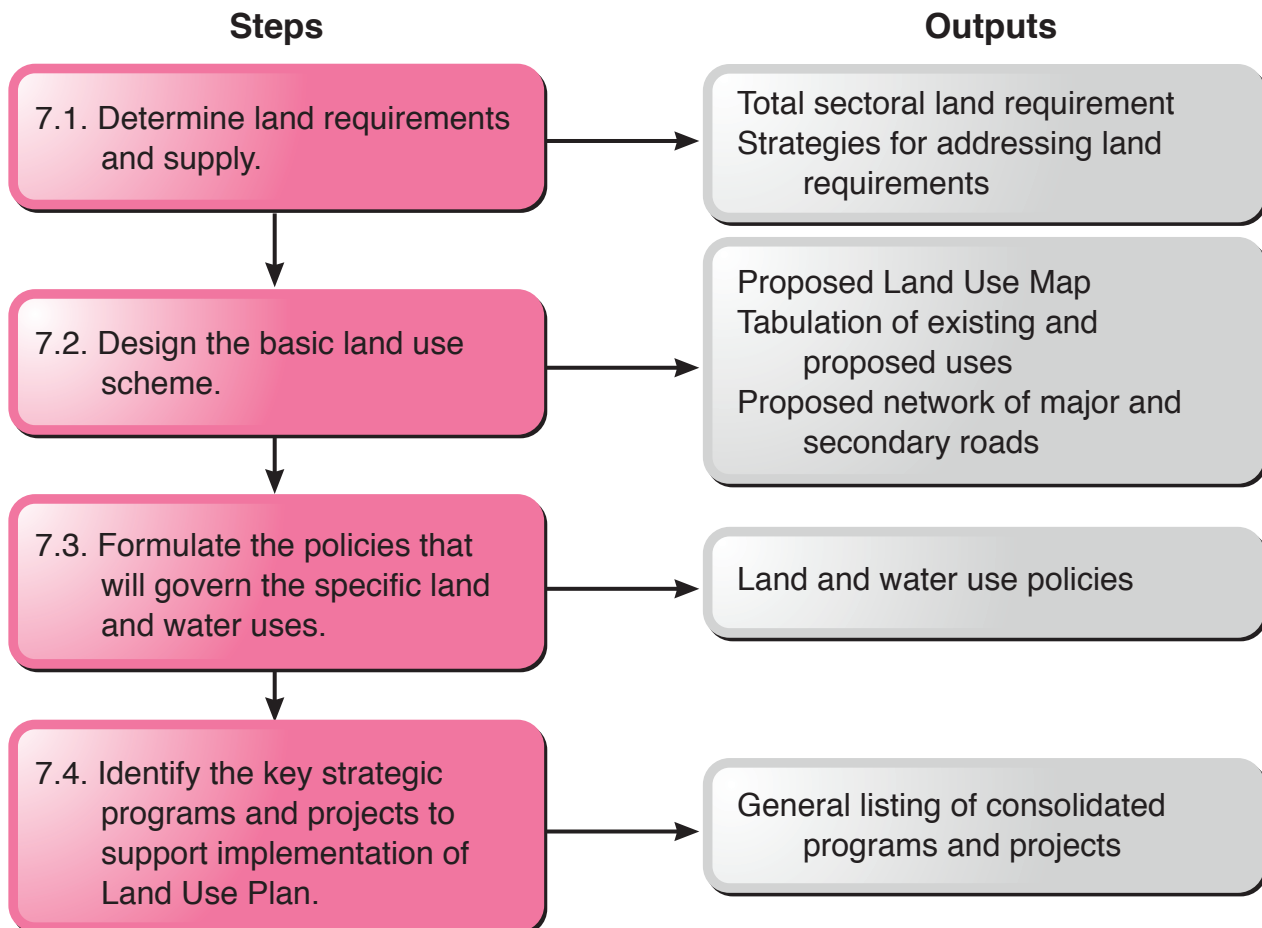 Steps
Outputs
7.1. Determine land requirements
and supply.
Total sectoral land requirement
Strategies for addressing land
requirements
7.2. Design the basic land use
scheme.
Proposed Land Use Map
Tabulation of existing and
proposed uses
Proposed network of major and
secondary roads
7.3. Formulate the policies that
will govern the specific land
and water uses.
Land and water use policies
7.4. Identify the key strategic
programs and projects to
support implementation of
Land Use Plan.
General listing of consolidated
programs and projects